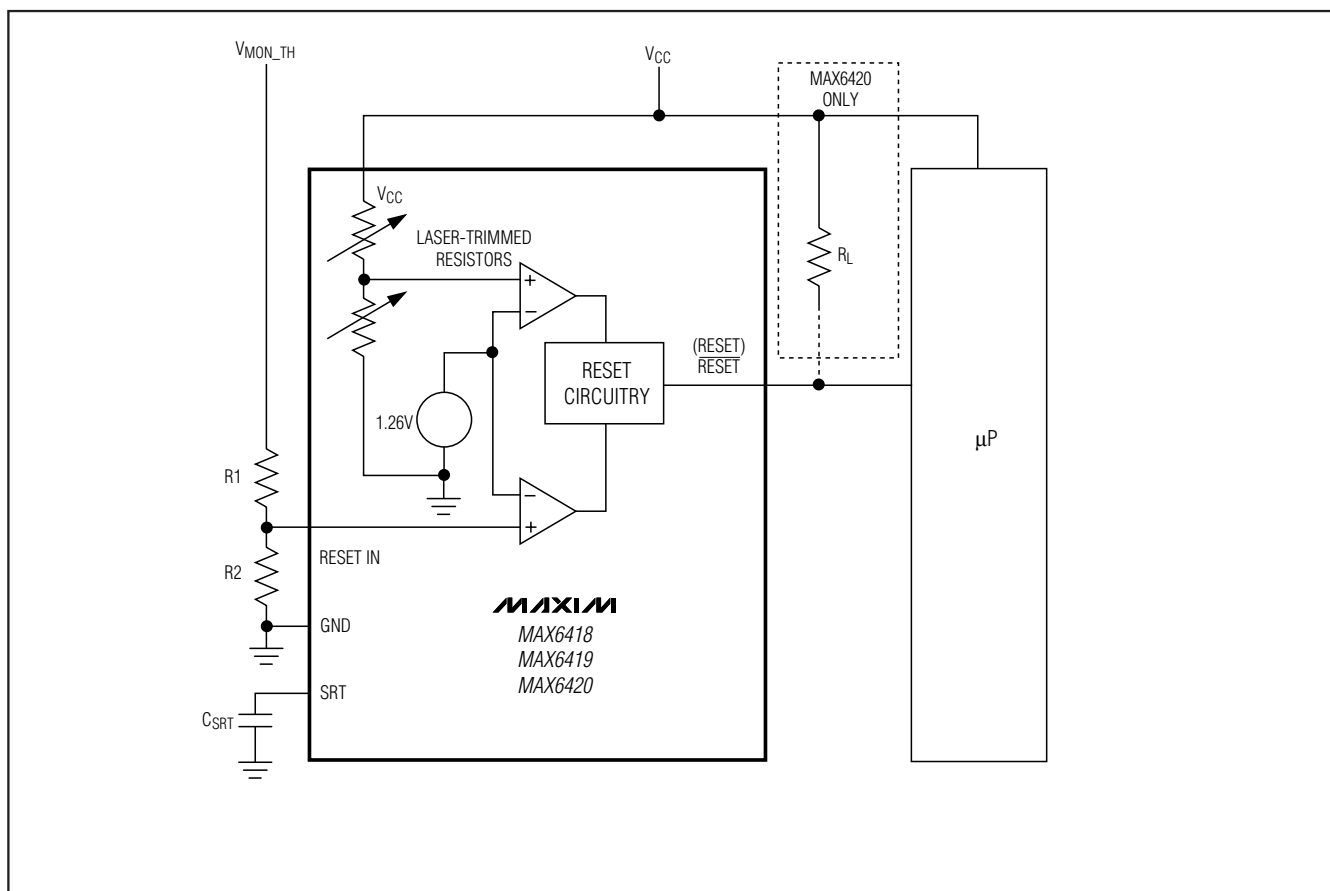 VMON_TH
VCC
MAX6420
ONLY
VCC
LASER-TRIMMED
RESISTORS
RL
+
−
(RESET)
RESET
RESET
CIRCUITRY
1.26V
µP
R1
−
+
RESET IN
R2
MAXIM
GND
MAX6418
MAX6419
MAX6420
SRT
CSRT